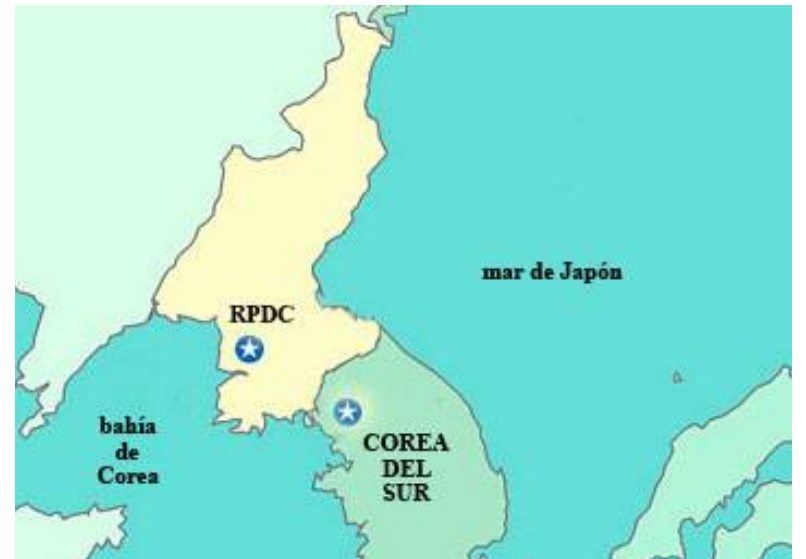 mar de Japón
RPDC
bahía
de
Corea
COREA
DEL
SUR